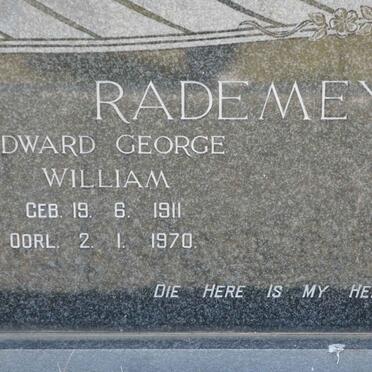 RADEMEY
DWARD GEORGE
WILLIAM
GEB. 19. 6. 1911
OORL. 2. 1. 1970.
DIE HERE IS MY HE